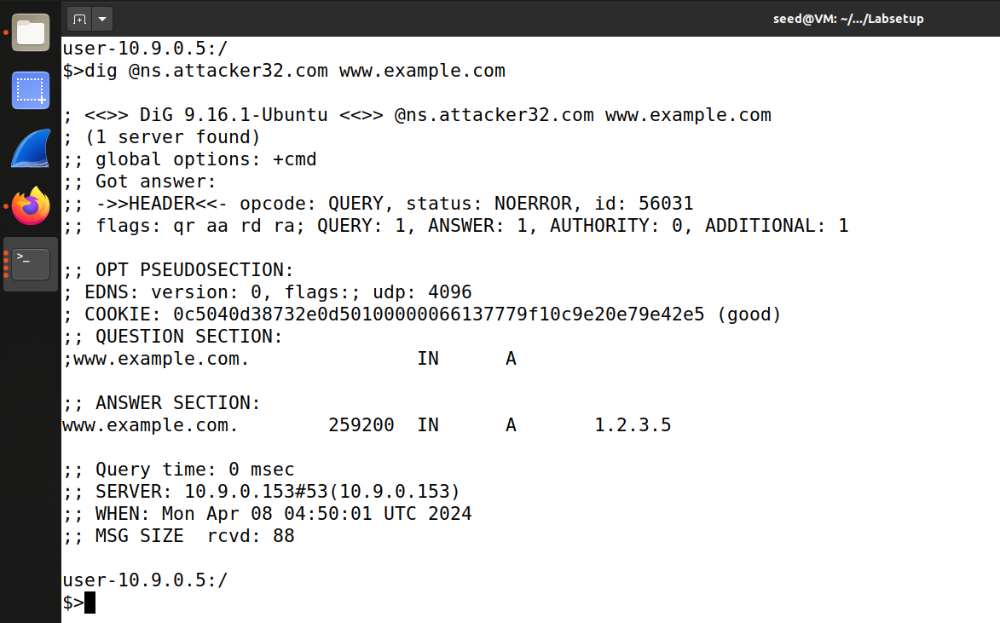 seed@VM: ~/.../Labsetup
user-10.9.0.5:/
$>dig @ns.attacker32.com www.example.com

; <<>> DiG 9.16.1-Ubuntu <<>> @ns.attacker32.com www.example.com
; (1 server found)
;; global options: +cmd
;; Got answer:
;; ->>HEADER<<- opcode: QUERY, status: NOERROR, id: 56031
;; flags: qr aa rd ra; QUERY: 1, ANSWER: 1, AUTHORITY: 0, ADDITIONAL: 1

;; OPT PSEUDOSECTION:
; EDNS: version: 0, flags:; udp: 4096
; COOKIE: 0c5040d38732e0d50100000066137779f10c9e20e79e42e5 (good)
;; QUESTION SECTION:
;www.example.com.               IN      A

;; ANSWER SECTION:
www.example.com.        259200  IN      A       1.2.3.5

;; Query time: 0 msec
;; SERVER: 10.9.0.153#53(10.9.0.153)
;; WHEN: Mon Apr 08 04:50:01 UTC 2024
;; MSG SIZE  rcvd: 88

user-10.9.0.5:/
$>